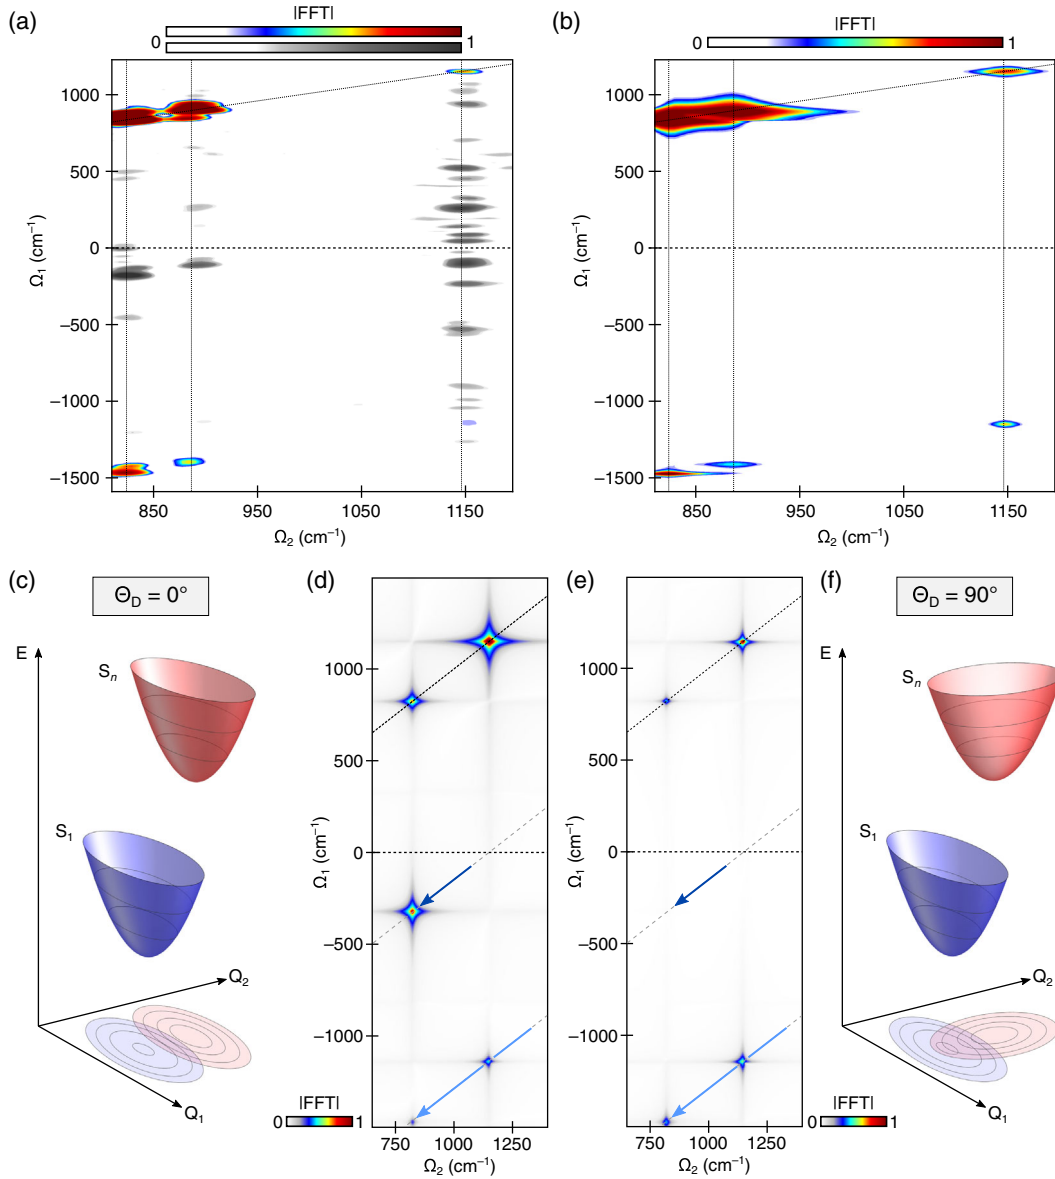 (a)
|FFT|
0
1
1000
500
0
−500
−1000
−1500
Ω1 (cm−1)
850
950
1050
1150
Ω2 (cm−1)
(b)
|FFT|
0
1
1000
500
0
−500
−1000
−1500
Ω1 (cm−1)
850
950
1050
1150
Ω2 (cm−1)
(c)
ΘD = 0°
E
Sn
S1
Q2
Q1
(d)
1000
500
0
−500
−1000
Ω1 (cm−1)
|FFT|
0
1
750
1000
1250
Ω2 (cm−1)
(e)
1000
500
0
−500
−1000
Ω1 (cm−1)
750
1000
1250
Ω2 (cm−1)
(f)
ΘD = 90°
E
Sn
S1
Q2
Q1
|FFT|
0
1